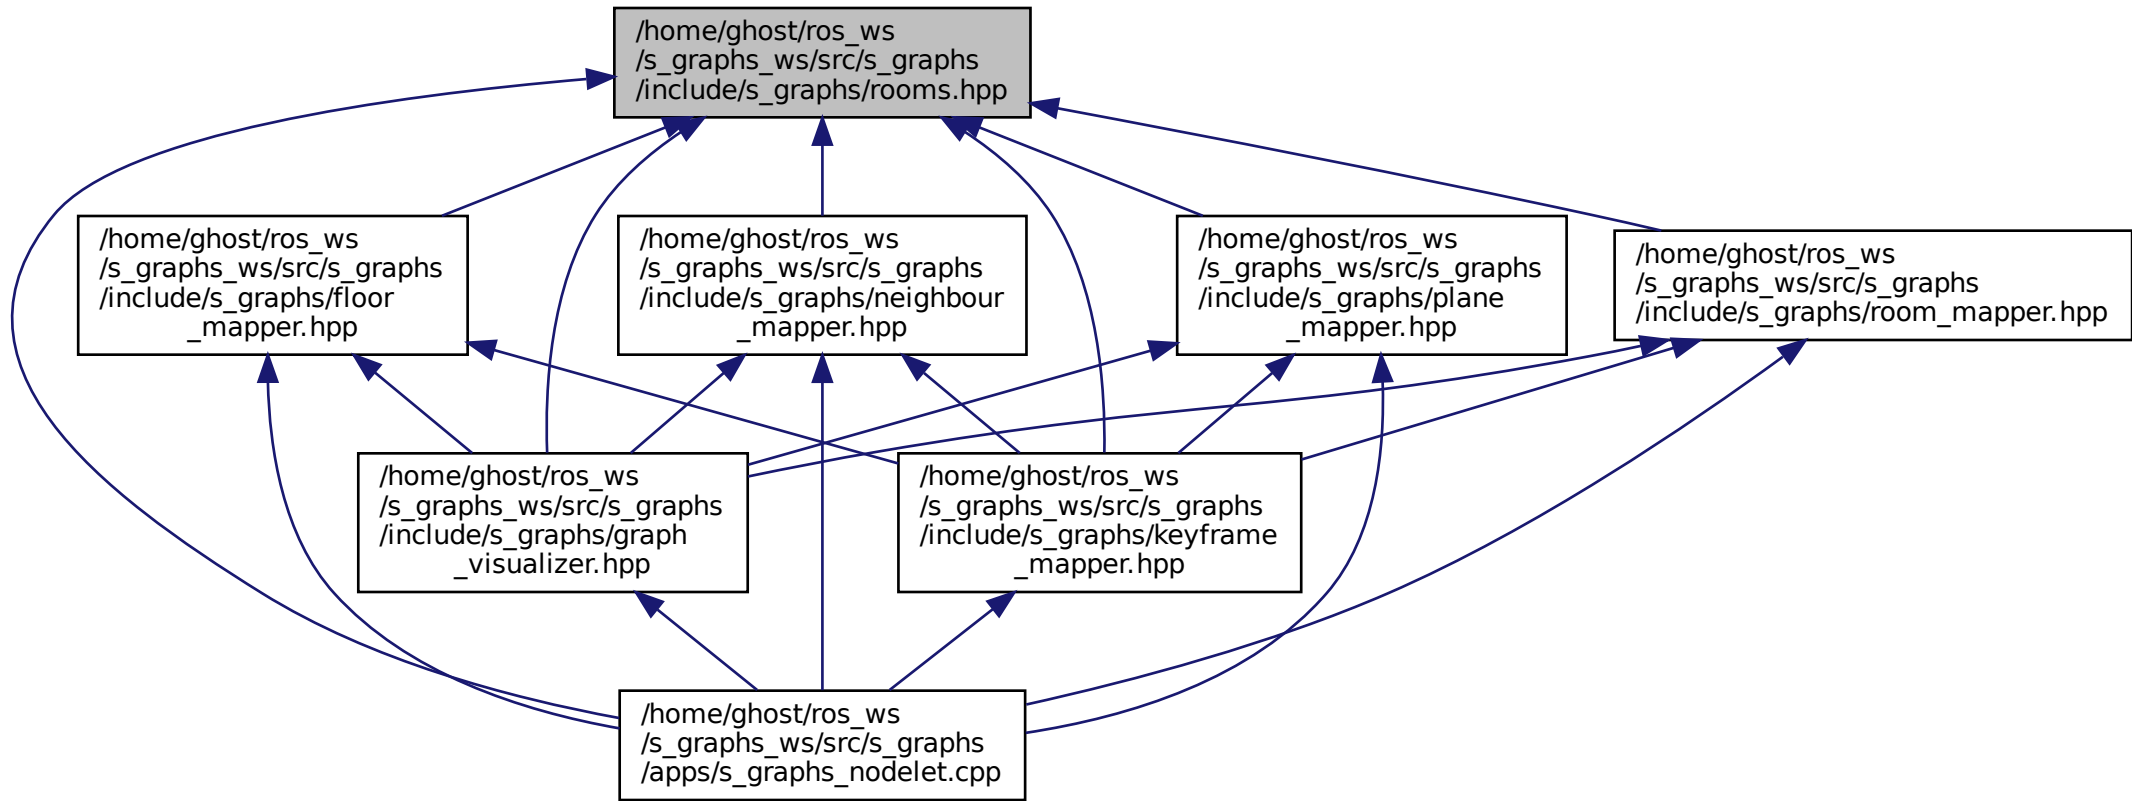 /home/ghost/ros_ws
/s_graphs_ws/src/s_graphs
/include/s_graphs/rooms.hpp
/home/ghost/ros_ws
/s_graphs_ws/src/s_graphs
/include/s_graphs/floor
_mapper.hpp
/home/ghost/ros_ws
/s_graphs_ws/src/s_graphs
/include/s_graphs/neighbour
_mapper.hpp
/home/ghost/ros_ws
/s_graphs_ws/src/s_graphs
/include/s_graphs/plane
_mapper.hpp
/home/ghost/ros_ws
/s_graphs_ws/src/s_graphs
/include/s_graphs/room_mapper.hpp
/home/ghost/ros_ws
/s_graphs_ws/src/s_graphs
/include/s_graphs/graph
_visualizer.hpp
/home/ghost/ros_ws
/s_graphs_ws/src/s_graphs
/include/s_graphs/keyframe
_mapper.hpp
/home/ghost/ros_ws
/s_graphs_ws/src/s_graphs
/apps/s_graphs_nodelet.cpp